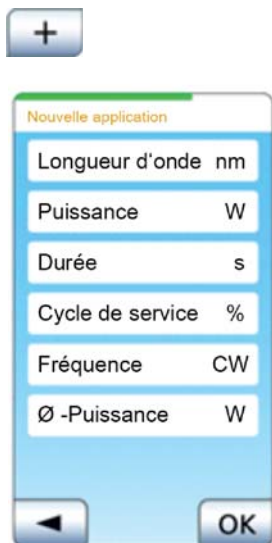 +
Nouvelle application
Longueur d'onde nm
Puissance W
Durée s
Cycle de service %
Fréquence CW
Ø -Puissance W
OK